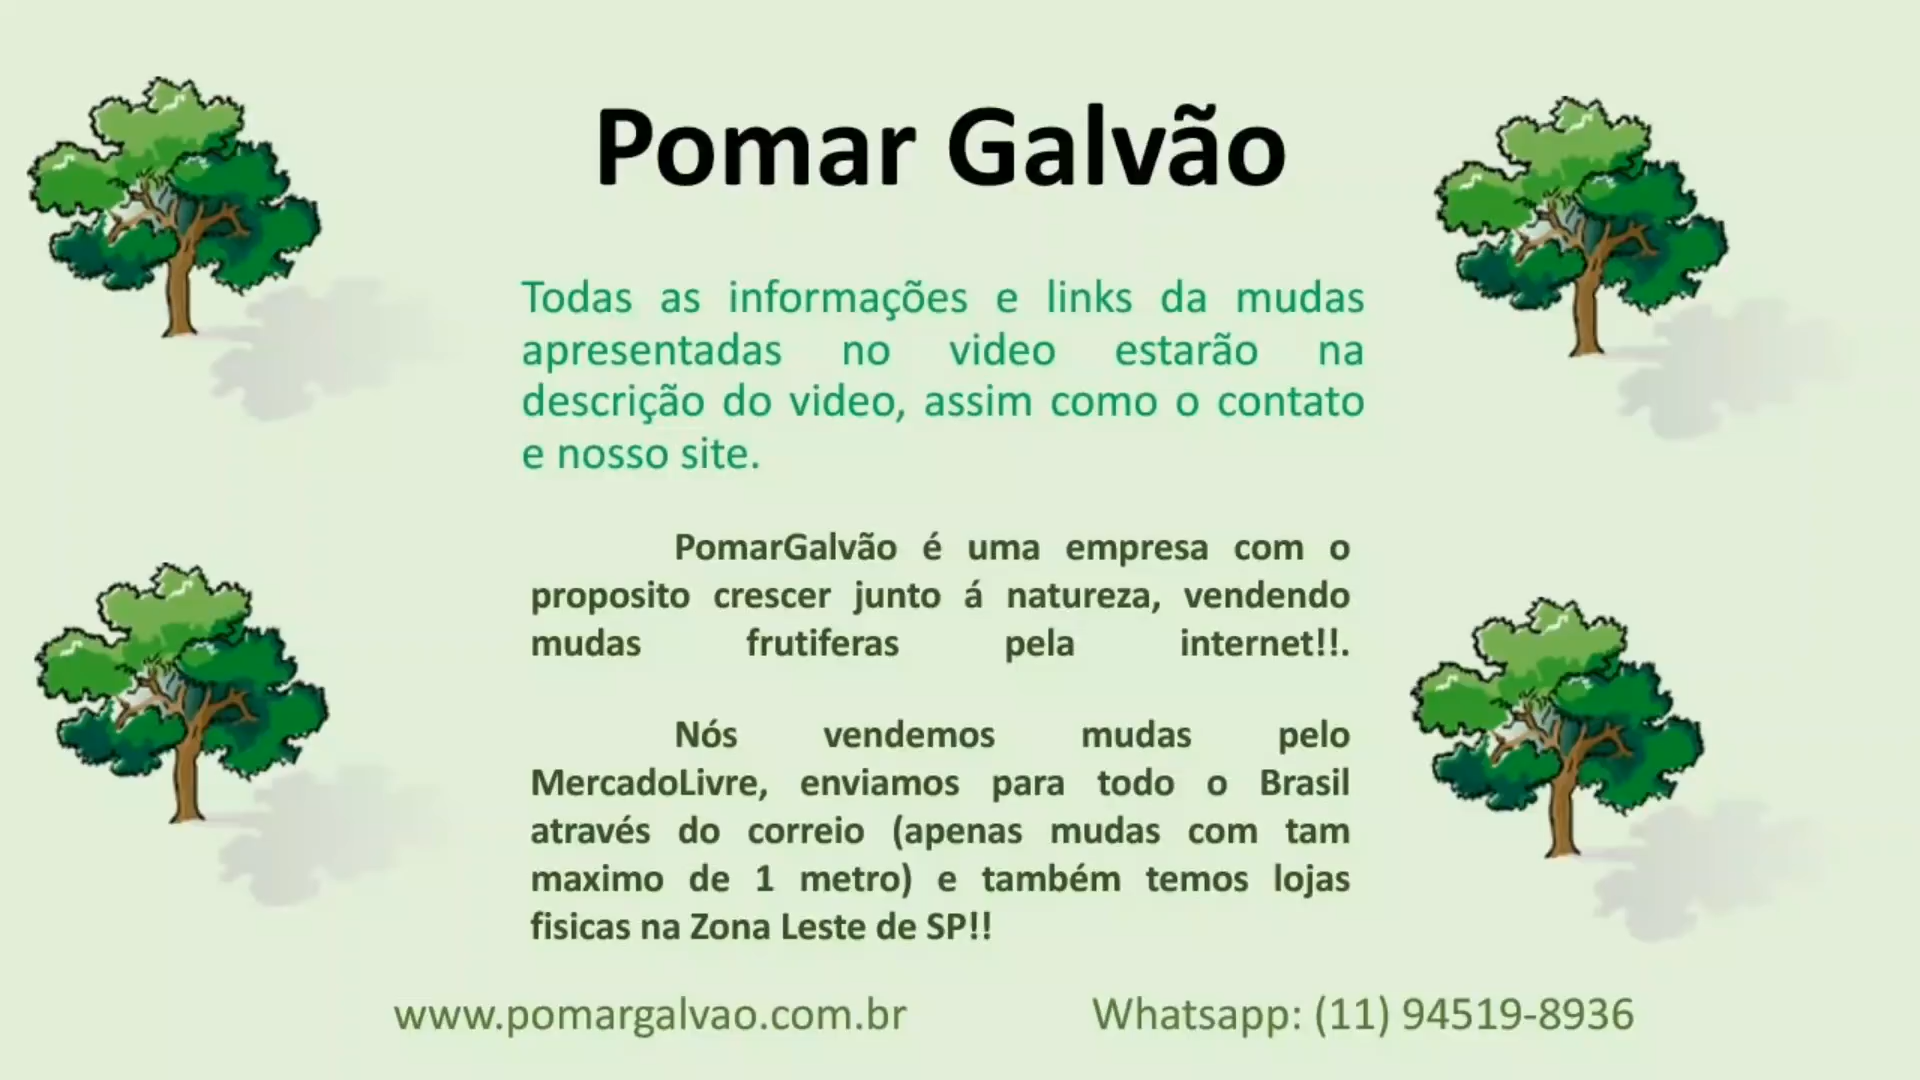 Pomar Galvão
Todas as informações e links da mudas
apresentadas no video estarão na
descrição do video, assim como o contato
e nosso site.
PomarGalvão é uma empresa com o
proposito crescer junto á natureza, vendendo
mudas frutiferas pela internet!!.
Nós vendemos mudas pelo
MercadoLivre, enviamos para todo o Brasil
através do correio (apenas mudas com tam
maximo de 1 metro) e também temos lojas
fisicas na Zona Leste de SP!!
www.pomargalvao.com.br
Whatsapp: (11) 94519-8936